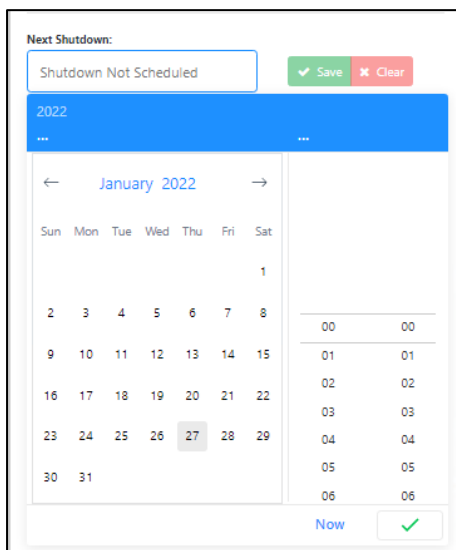 Next Shutdown:
Shutdown Not Scheduled
Save
Clear
2022
...
...
January 2022
Sun Mon Tue Wed Thu Fri Sat
1
2 3 4 5 6 7 8
9 10 11 12 13 14 15
16 17 18 19 20 21 22
23 24 25 26 27 28 29
30 31
00 00
01 01
02 02
03 03
04 04
05 05
06 06
Now